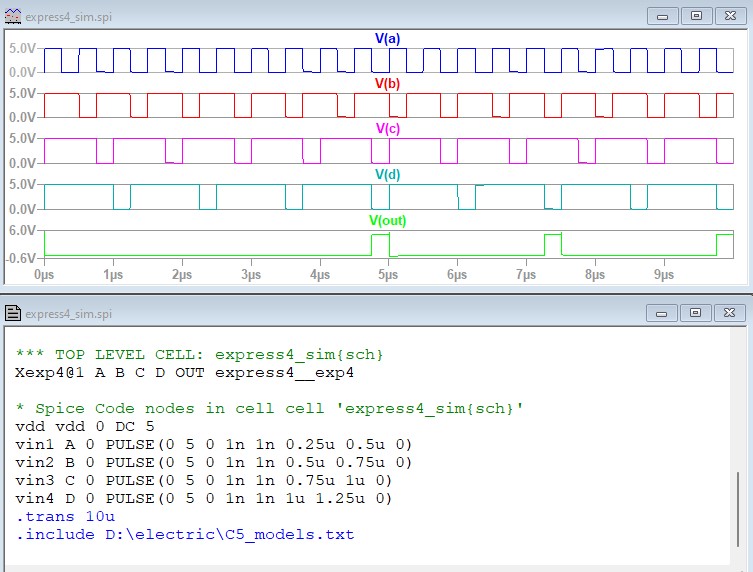 express4_sim.spi
V(a)
5.0V
0.0V
V(b)
5.0V
0.0V
V(c)
5.0V
0.0V
V(d)
5.0V
0.0V
V(out)
6.0V
-0.6V
0µs 1µs 2µs 3µs 4µs 5µs 6µs 7µs 8µs 9µs
express4_sim.spi
*** TOP LEVEL CELL: express4_sim{sch}
Xexp4@1 A B C D OUT express4__exp4
* Spice Code nodes in cell cell 'express4_sim{sch}'
vdd vdd 0 DC 5
vin1 A 0 PULSE(0 5 0 1n 1n 0.25u 0.5u 0)
vin2 B 0 PULSE(0 5 0 1n 1n 0.5u 0.75u 0)
vin3 C 0 PULSE(0 5 0 1n 1n 0.75u 1u 0)
vin4 D 0 PULSE(0 5 0 1n 1n 1u 1.25u 0)
.trans 10u
.include D:\electric\C5_models.txt